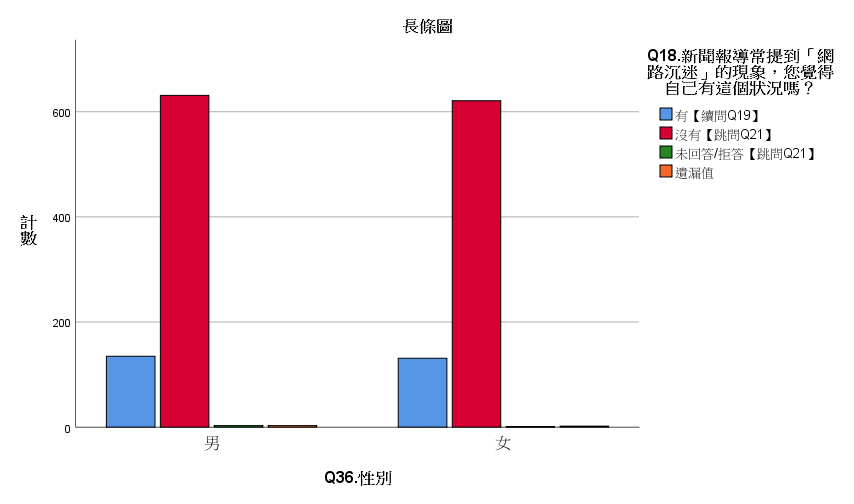 長條圖
Q18.新聞報導常提到「網
路沉迷」的現象，您覺得
自己有這個狀況嗎？
有【續問Q19】
沒有【跳問Q21】
未回答/拒答【跳問Q21】
遺漏值
計數
600
400
200
0
男
女
Q36.性別